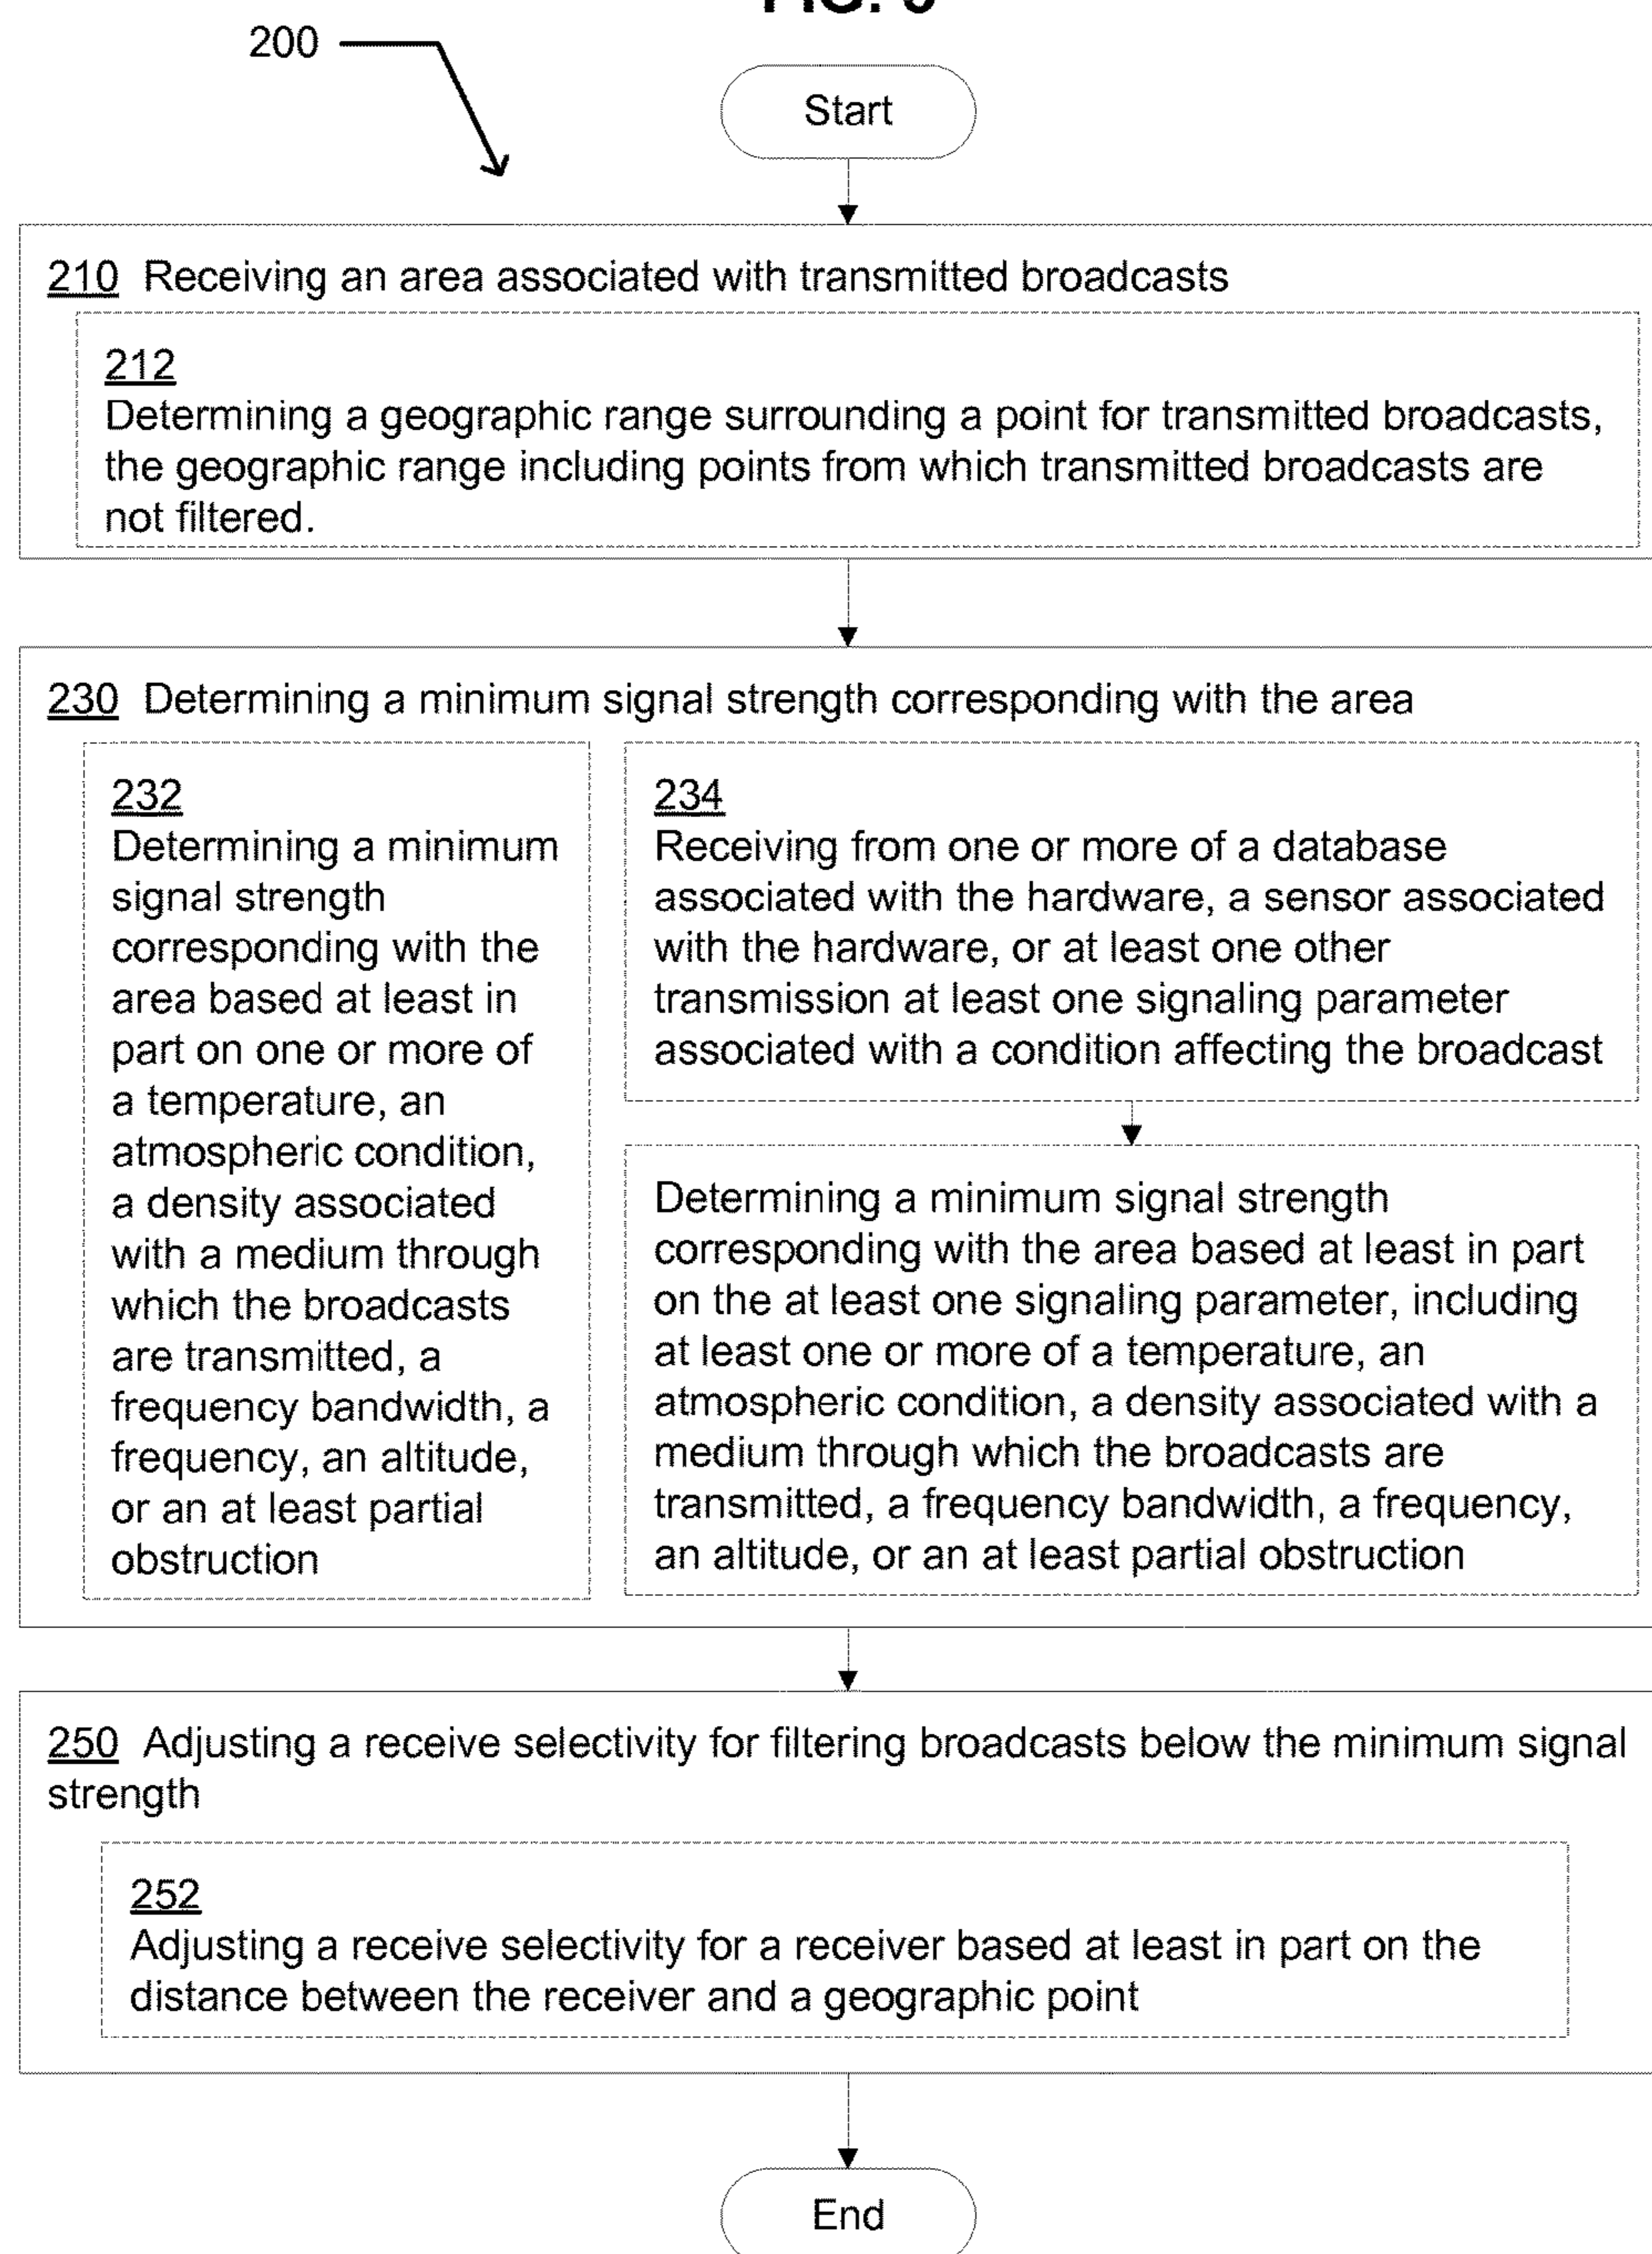 200
Start
210 Receiving an area associated with transmitted broadcasts
212
Determining a geographic range surrounding a point for transmitted broadcasts,
the geographic range including points from which transmitted broadcasts are
not filtered.
230 Determining a minimum signal strength corresponding with the area
232
Determining a minimum
signal strength
corresponding with the
area based at least in
part on one or more of
a temperature, an
atmospheric condition,
a density associated
with a medium through
which the broadcasts
are transmitted, a
frequency bandwidth, a
frequency, an altitude,
or an at least partial
obstruction
234
Receiving from one or more of a database
associated with the hardware, a sensor associated
with the hardware, or at least one other
transmission at least one signaling parameter
associated with a condition affecting the broadcast
Determining a minimum signal strength
corresponding with the area based at least in part
on the at least one signaling parameter, including
at least one or more of a temperature, an
atmospheric condition, a density associated with a
medium through which the broadcasts are
transmitted, a frequency bandwidth, a frequency,
an altitude, or an at least partial obstruction
250 Adjusting a receive selectivity for filtering broadcasts below the minimum signal
strength
252
Adjusting a receive selectivity for a receiver based at least in part on the
distance between the receiver and a geographic point
End